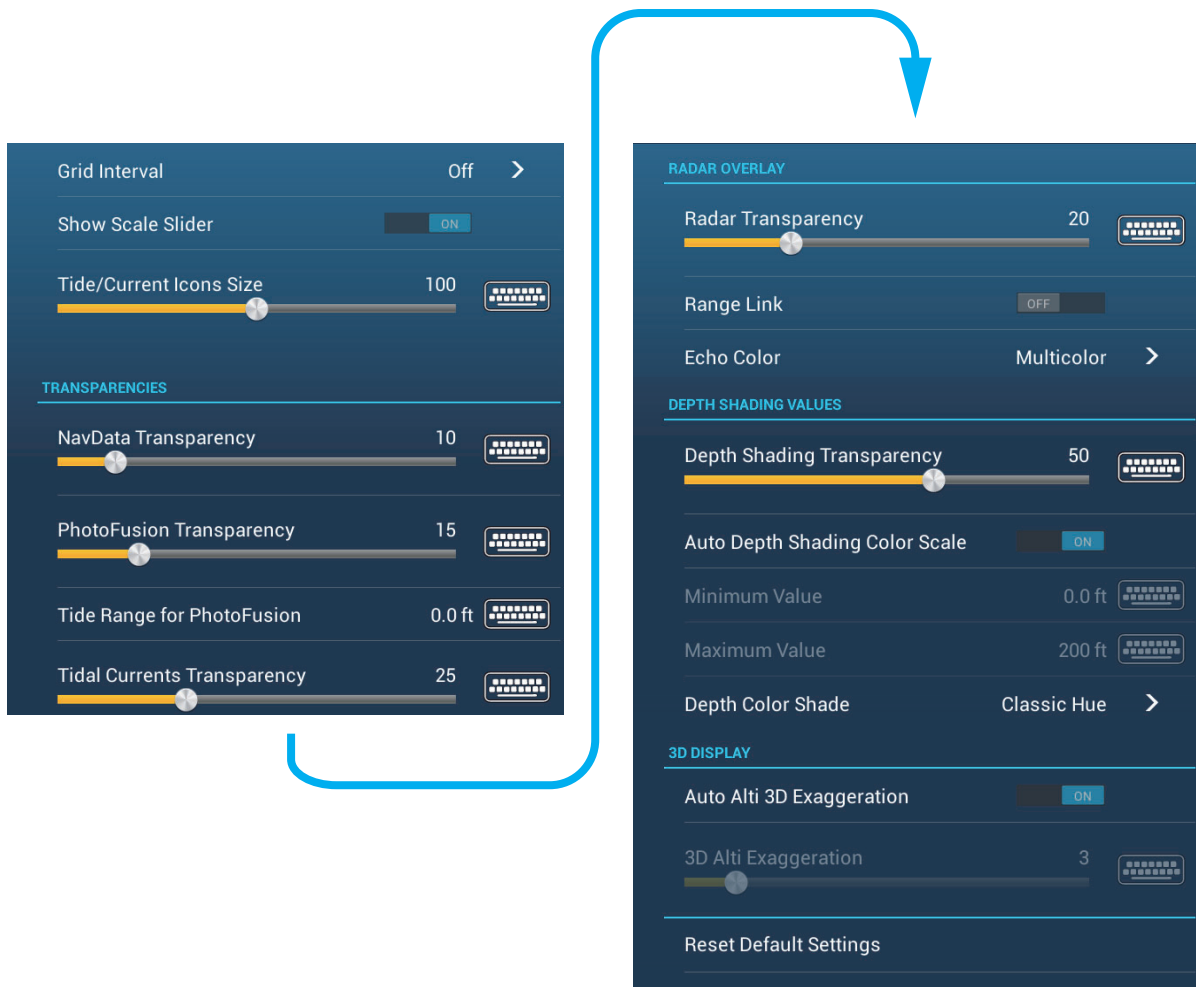 Grid Interval Off
Show Scale Slider ON
Tide/Current Icons Size 100
TRANSPARENCIES
NavData Transparency 10
PhotoFusion Transparency 15
Tide Range for PhotoFusion 0.0 ft
Tidal Currents Transparency 25
RADAR OVERLAY
Radar Transparency 20
Range Link OFF
Echo Color Multicolor
DEPTH SHADING VALUES
Depth Shading Transparency 50
Auto Depth Shading Color Scale ON
Minimum Value 0.0 ft
Maximum Value 200 ft
Depth Color Shade Classic Hue
3D DISPLAY
Auto Alti 3D Exaggeration ON
3D Alti Exaggeration 3
Reset Default Settings